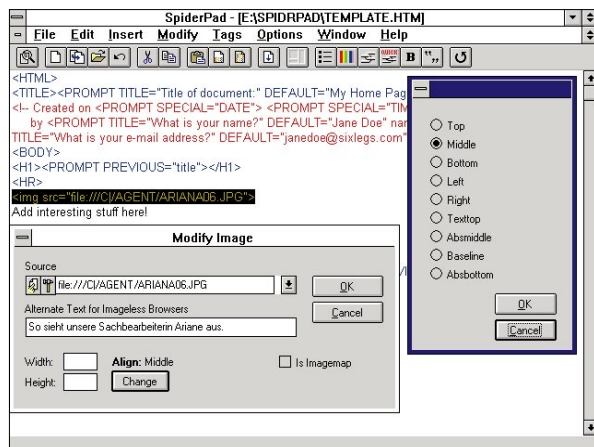 SpiderPad - [E:\SPIDRPAD\TEMPLATE.HTM]
File Edit Insert Modify Tags Options Window Help
<HTML>
<TITLE><PROMPT TITLE="Title of document:" DEFAULT="My Home Pag
<!-- Created on <PROMPT SPECIAL="DATE"> <PROMPT SPECIAL="TIM
by <PROMPT TITLE="What is your name?" DEFAULT="Jane Doe" nar
TITLE="What is your e-mail address?" DEFAULT="janedoe@sixlegs.com"
<BODY>
<H1><PROMPT PREVIOUS="title"></H1>
<HR>
<img src="file:///C|/AGENT/ARIANA06.JPG">
Add interesting stuff here!
Modify Image
Source
file:///C|/AGENT/ARIANA06.JPG
OK
Alternate Text for Imageless Browsers
Cancel
So sieht unsere Sachbearbeiterin Ariane aus.
Width:
Align: Middle
Is Imagemap
Height:
Change
Top
Middle
Bottom
Left
Right
Texttop
Absmiddle
Baseline
Absbottom
OK
Cancel